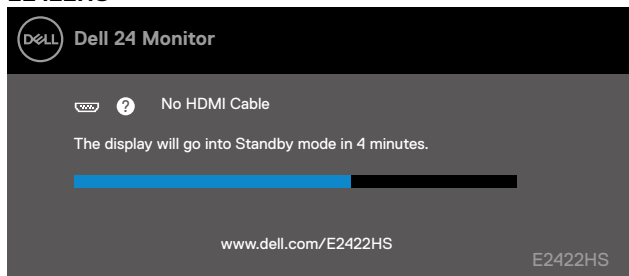 E2422HS
DELL Dell 24 Monitor
? No HDMI Cable
The display will go into Standby mode in 4 minutes.
www.dell.com/E2422HS
E2422HS